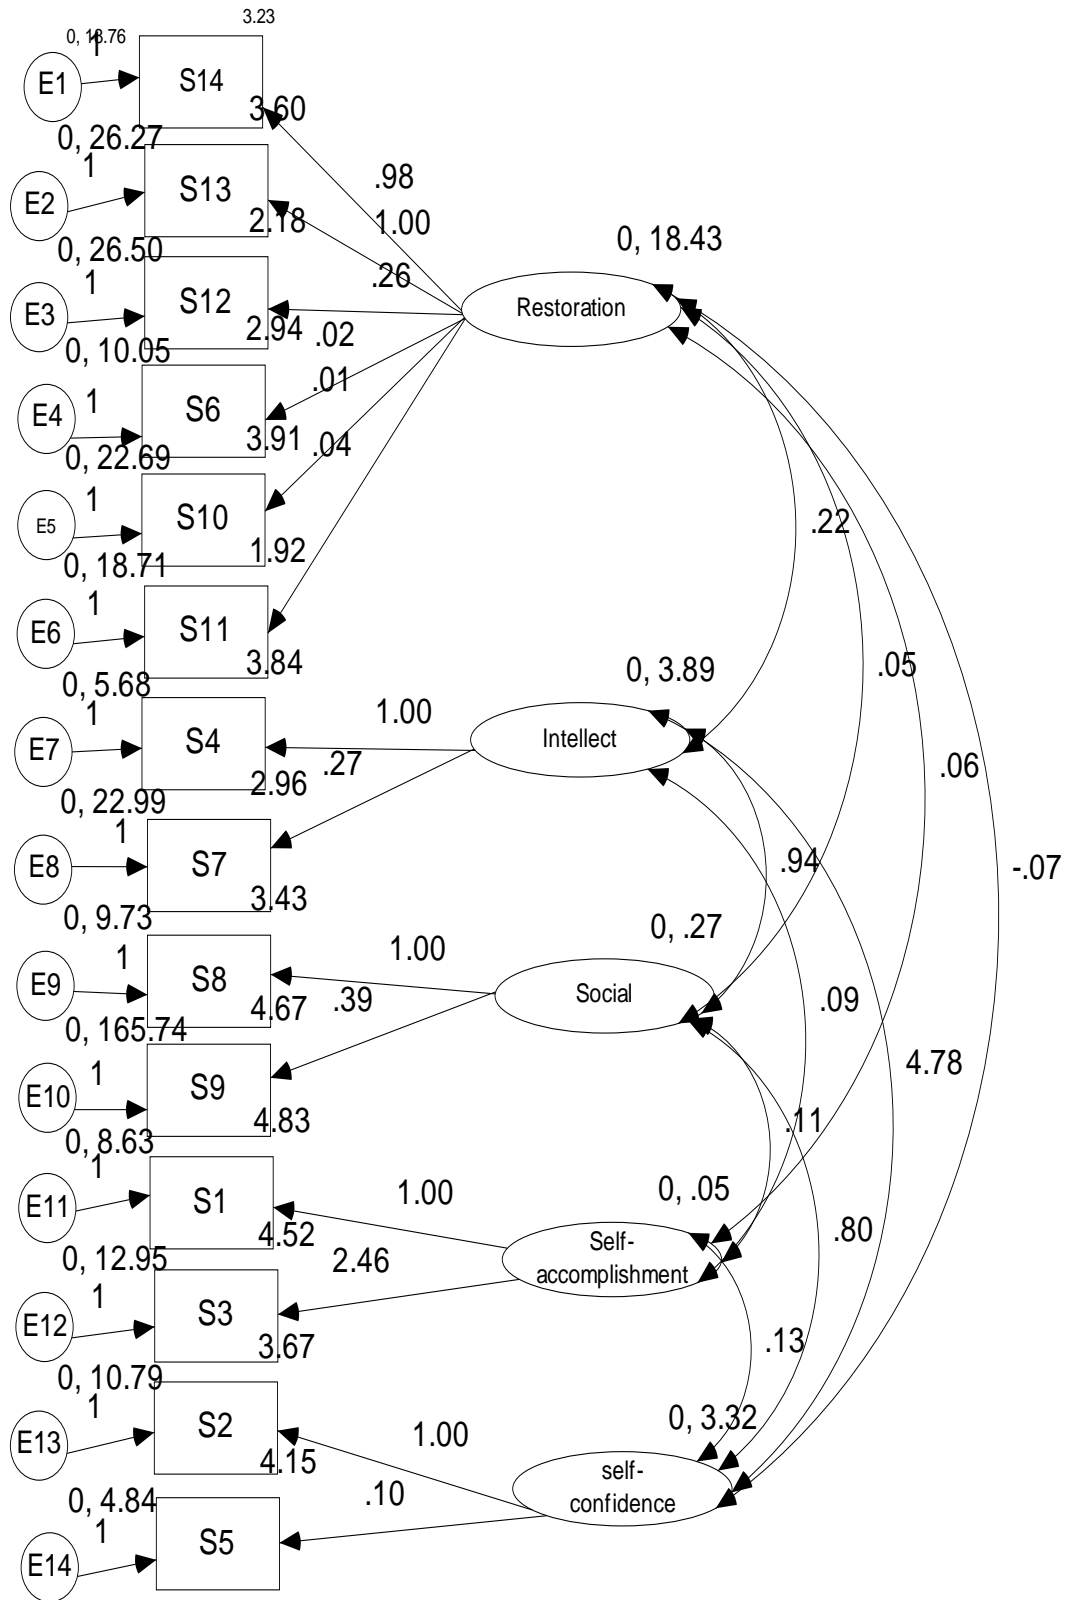 3.23
0, 13.76
1
E1
S14
3.60
0, 26.27
1
.98
E2
S13
2.18
1.00
0, 18.43
0, 26.50
1
.26
E3
S12
Restoration
2.94
.02
0, 10.05
1
.01
E4
S6
3.91
.04
0, 22.69
1
E5
S10
.22
1.92
0, 18.71
1
E6
S11
3.84
.05
0, 3.89
0, 5.68
1
1.00
E7
S4
Intellect
2.96
.27
.06
0, 22.99
1
E8
S7
.94
-.07
3.43
0, 9.73
0, .27
1
1.00
E9
S8
Social
4.67
.39
.09
0, 165.74
1
4.78
E10
S9
4.83
.11
0, 8.63
1
1.00
0, .05
E11
S1
4.52
.80
0, 12.95
2.46
Self-
accomplishment
1
E12
S3
3.67
.13
0, 10.79
1
0, 3.32
E13
S2
1.00
4.15
self-
confidence
0, 4.84
.10
1
S5
E14